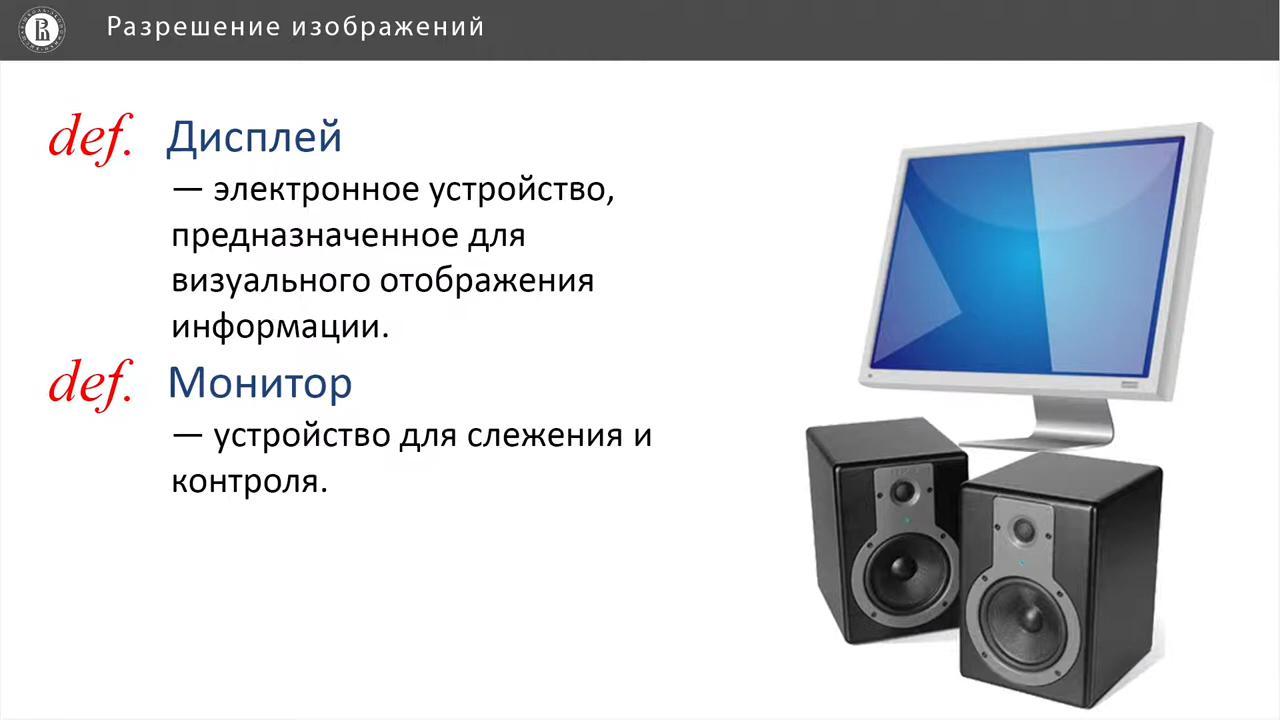 Разрешение изображений
def. Дисплей
— электронное устройство,
предназначенное для
визуального отображения
информации.
def. Монитор
— устройство для слежения и
контроля.